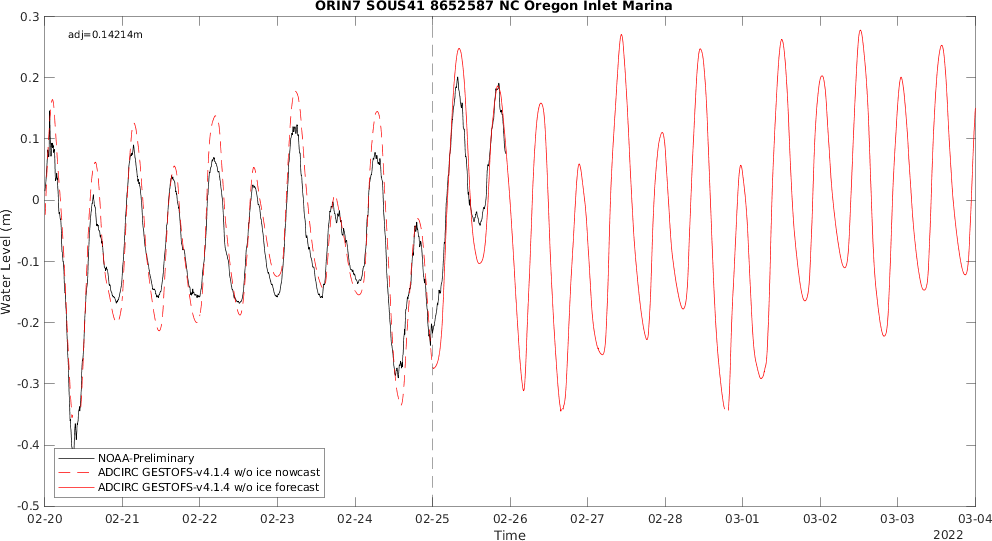 ORIN7 SOUS41 8652587 NC Oregon Inlet Marina
adj=0.14214m
0.3
0.2
0.1
0
-0.1
-0.2
-0.3
-0.4
-0.5
Water Level (m)
NOAA-Preliminary
ADCIRC GESTOFS-v4.1.4 w/o ice nowcast
ADCIRC GESTOFS-v4.1.4 w/o ice forecast
02-20 02-21 02-22 02-23 02-24 02-25 02-26 02-27 02-28 03-01 03-02 03-03 03-04
Time
2022